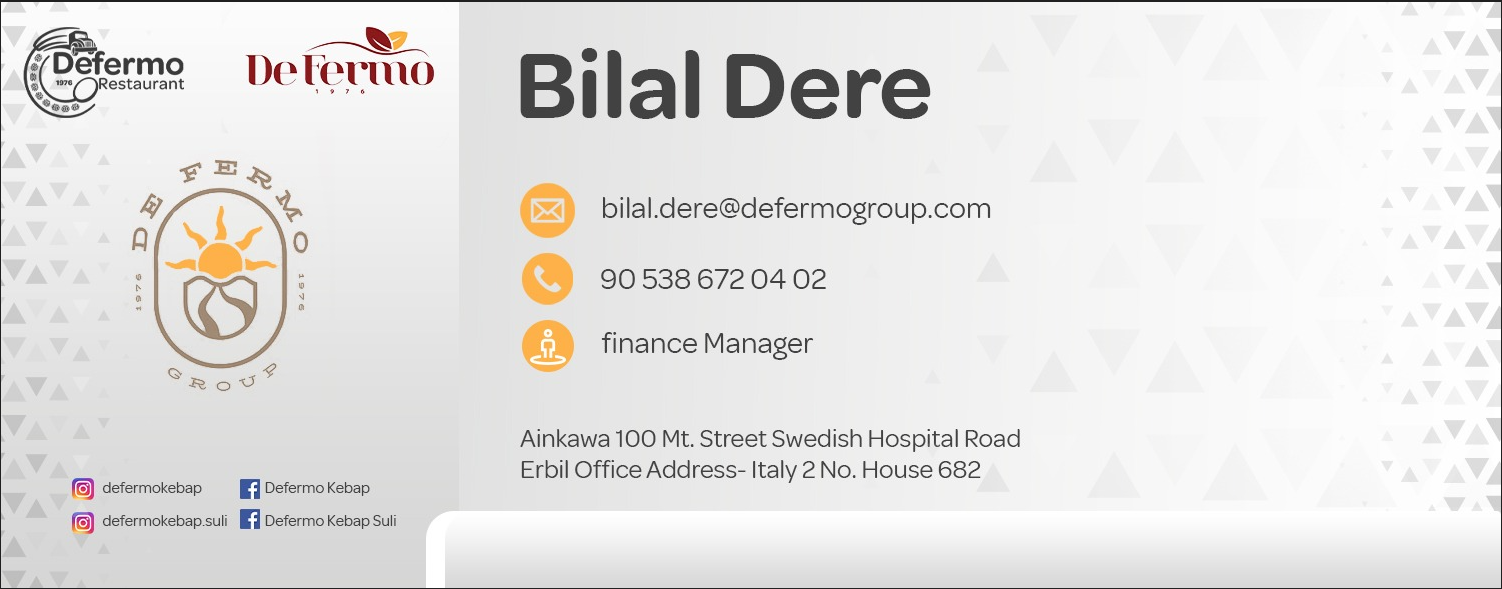 Defermo
1976
Restaurant
De Fermo
1976
DE FERMO
1976
1976
GROUP
defermokebap
Defermo Kebap
defermokebap.suli
Defermo Kebap Suli
Bilal Dere
bilal.dere@defermogroup.com
90 538 672 04 02
finance Manager
Ainkawa 100 Mt. Street Swedish Hospital Road
Erbil Office Address- Italy 2 No. House 682